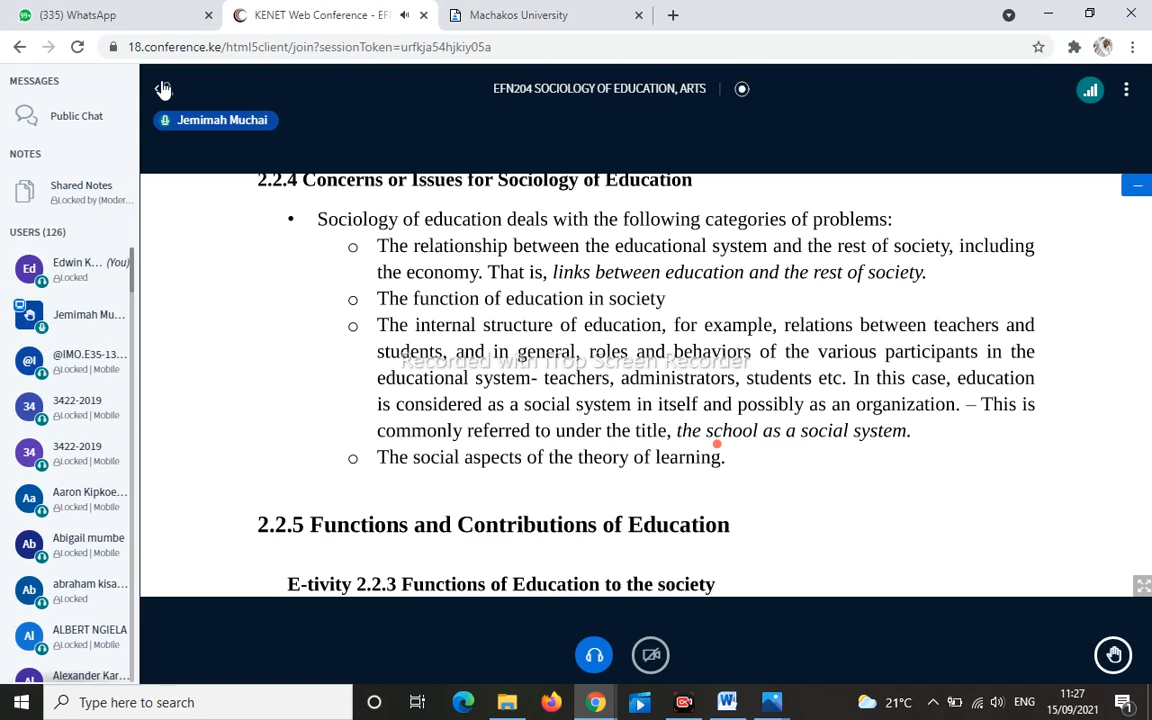 (335) WhatsApp
KENET Web Conference - EFN
Machakos University
18.conference.ke/html5client/join?sessionToken=urfkja54hjkiy05a
MESSAGES
Public Chat
NOTES
Shared Notes
Locked by (Moder...
USERS (126)
Ed
Edwin K... (You)
Locked
Jemimah Mu...
@I
@IMO.E35-13...
Locked | Mobile
34
3422-2019
Locked | Mobile
34
3422-2019
Locked | Mobile
Aa
Aaron Kipkoe...
Locked | Mobile
Ab
Abigail mumbe
Locked | Mobile
Ab
abraham kisa...
Locked
Al
ALBERT NGIELA
Locked | Mobile
Al
Alexander Kar...
EFN204 SOCIOLOGY OF EDUCATION, ARTS
Jemimah Muchai
2.2.4 Concerns or Issues for Sociology of Education
• Sociology of education deals with the following categories of problems:
o The relationship between the educational system and the rest of society, including
the economy. That is, links between education and the rest of society.
o The function of education in society
o The internal structure of education, for example, relations between teachers and
students, and in general, roles and behaviors of the various participants in the
Recorded with iTop Screen Recorder
educational system- teachers, administrators, students etc. In this case, education
is considered as a social system in itself and possibly as an organization. – This is
commonly referred to under the title, the school as a social system.
o The social aspects of the theory of learning.
2.2.5 Functions and Contributions of Education
E-tivity 2.2.3 Functions of Education to the society
Type here to search
21°C
ENG
11:27
15/09/2021